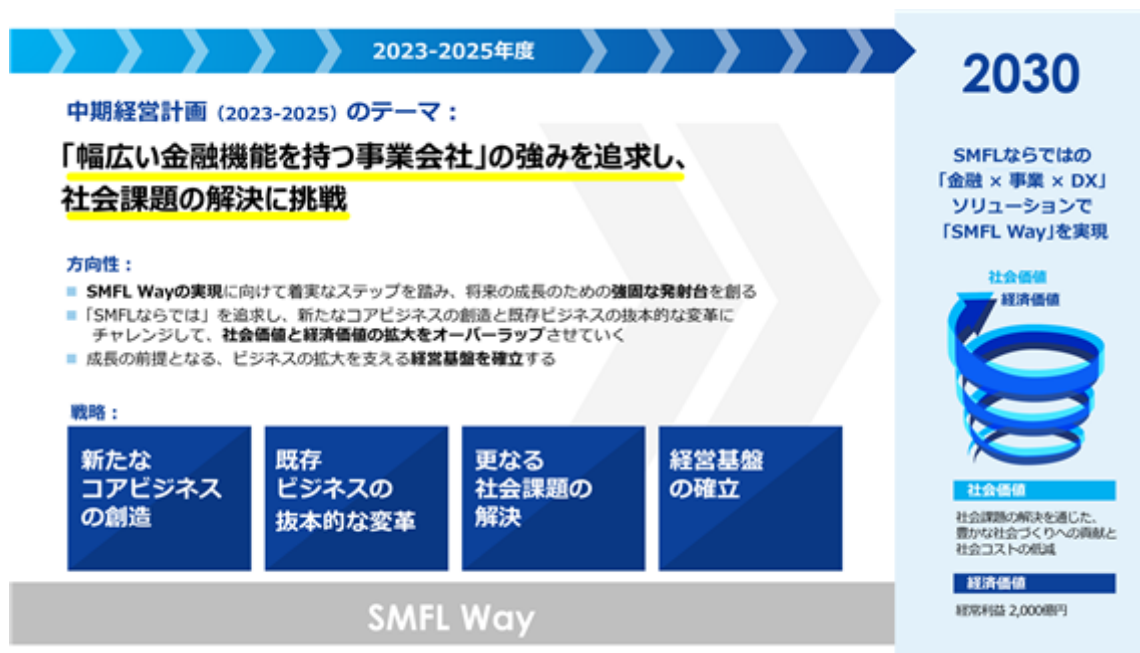 2023-2025年度
中期経営計画（2023-2025）のテーマ：
「幅広い金融機能を持つ事業会社」の強みを追求し、
社会課題の解決に挑戦
方向性：
SMFL Wayの実現に向けて着実なステップを踏み、将来の成長のための強固な発射台を創る
「SMFLならでは」を追求し、新たなコアビジネスの創造と既存ビジネスの抜本的な変革に
チャレンジして、社会価値と経済価値の拡大をオーバーラップさせていく
成長の前提となる、ビジネスの拡大を支える経営基盤を確立する
戦略：
新たな
コアビジネス
の創造
既存
ビジネスの
抜本的な変革
更なる
社会課題の
解決
経営基盤
の確立
SMFL Way
2030
SMFLならではの
「金融 × 事業 × DX」
ソリューションで
「SMFL Way」を実現
社会価値
経済価値
社会価値
社会課題の解決を通じた、
豊かな社会づくりへの貢献と
社会コストの低減
経済価値
経常利益 2,000億円